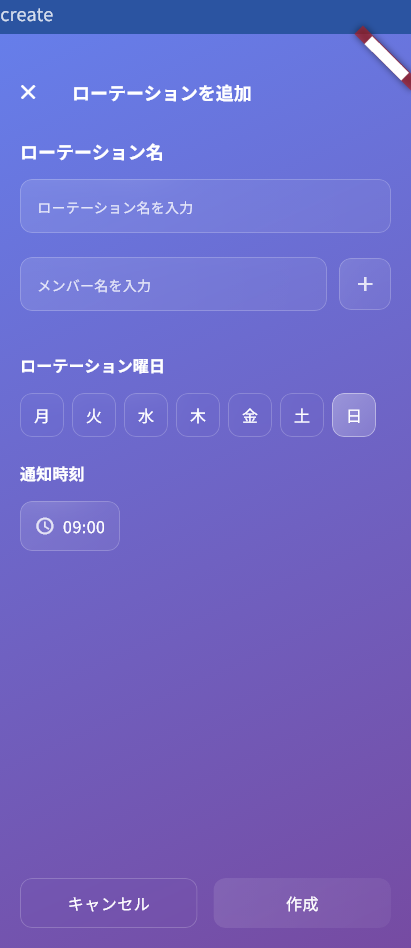 create
ローテーションを追加
ローテーション名
ローテーション名を入力
メンバー名を入力
ローテーション曜日
月 火 水 木 金 土 日
通知時刻
09:00
キャンセル 作成